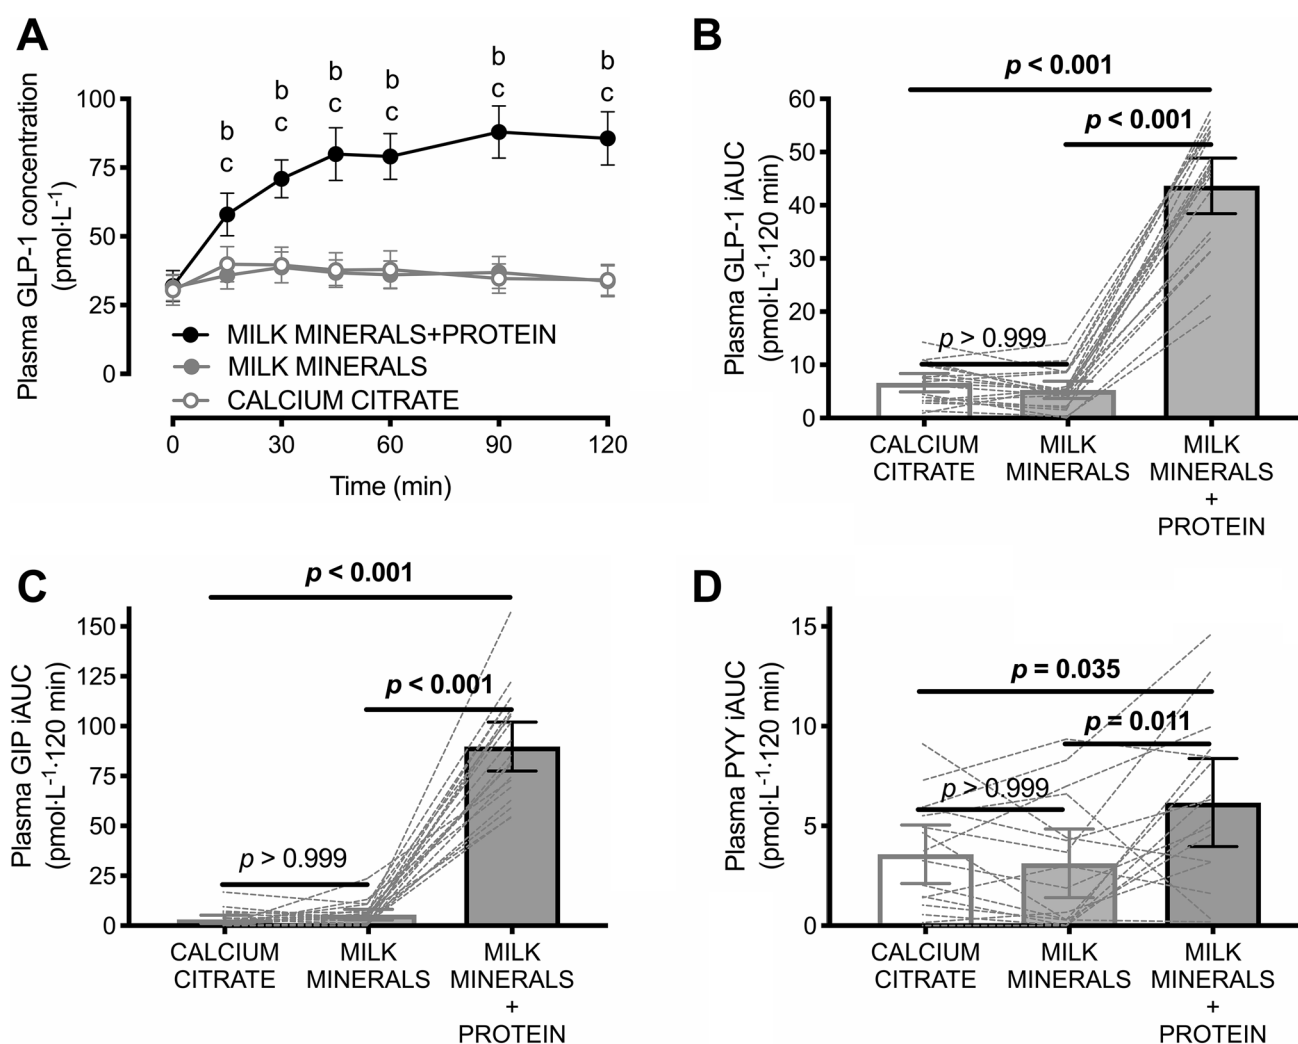 A
Plasma GLP-1 concentration
(pmol·L⁻¹)
100
75
50
25
0
b
c
b
c
b
c
b
c
b
c
b
c
MILK MINERALS+PROTEIN
MILK MINERALS
CALCIUM CITRATE
0
30
60
90
120
Time (min)
B
Plasma GLP-1 iAUC
(pmol·L⁻¹·120 min)
60
50
40
30
20
10
0
p < 0.001
p < 0.001
p > 0.999
CALCIUM
CITRATE
MILK
MINERALS
MILK
MINERALS
+
PROTEIN
C
Plasma GIP iAUC
(pmol·L⁻¹·120 min)
150
125
100
75
50
25
0
p < 0.001
p < 0.001
p > 0.999
CALCIUM
CITRATE
MILK
MINERALS
MILK
MINERALS
+
PROTEIN
D
Plasma PYY iAUC
(pmol·L⁻¹·120 min)
15
10
5
0
p = 0.035
p = 0.011
p > 0.999
CALCIUM
CITRATE
MILK
MINERALS
MILK
MINERALS
+
PROTEIN